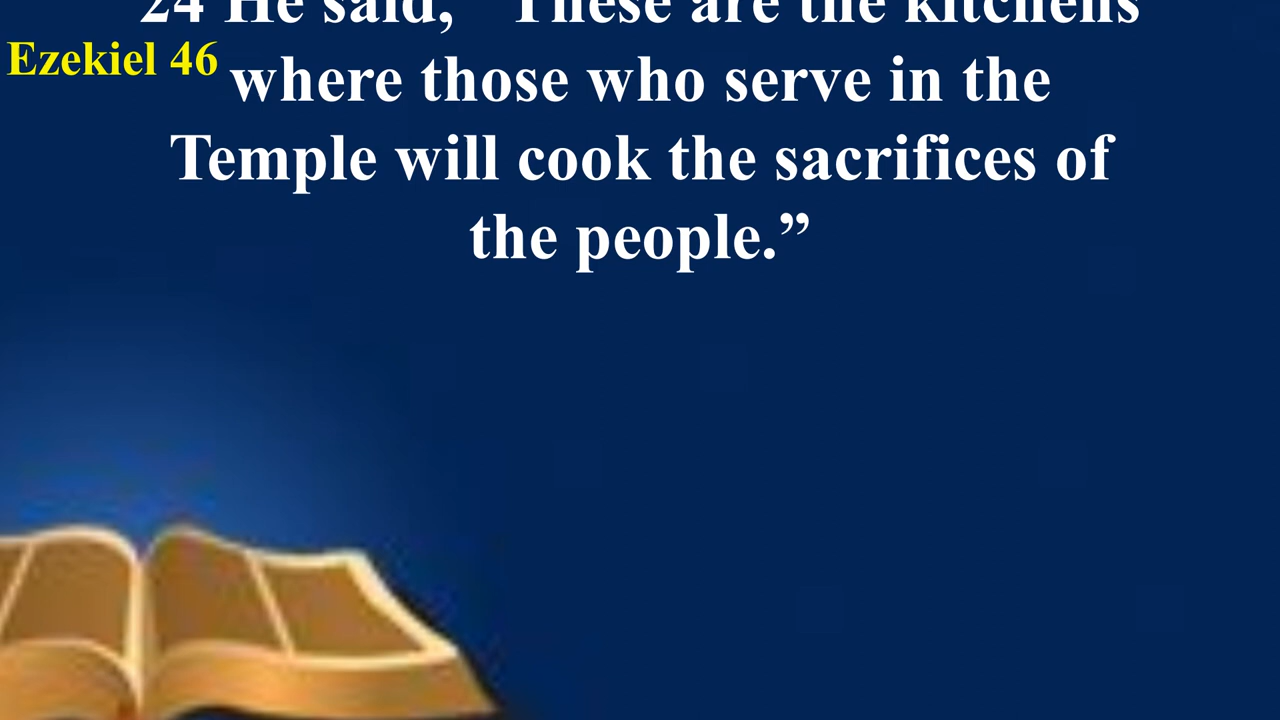 24 He said, “These are the kitchens
Ezekiel 46
where those who serve in the
Temple will cook the sacrifices of
the people.”